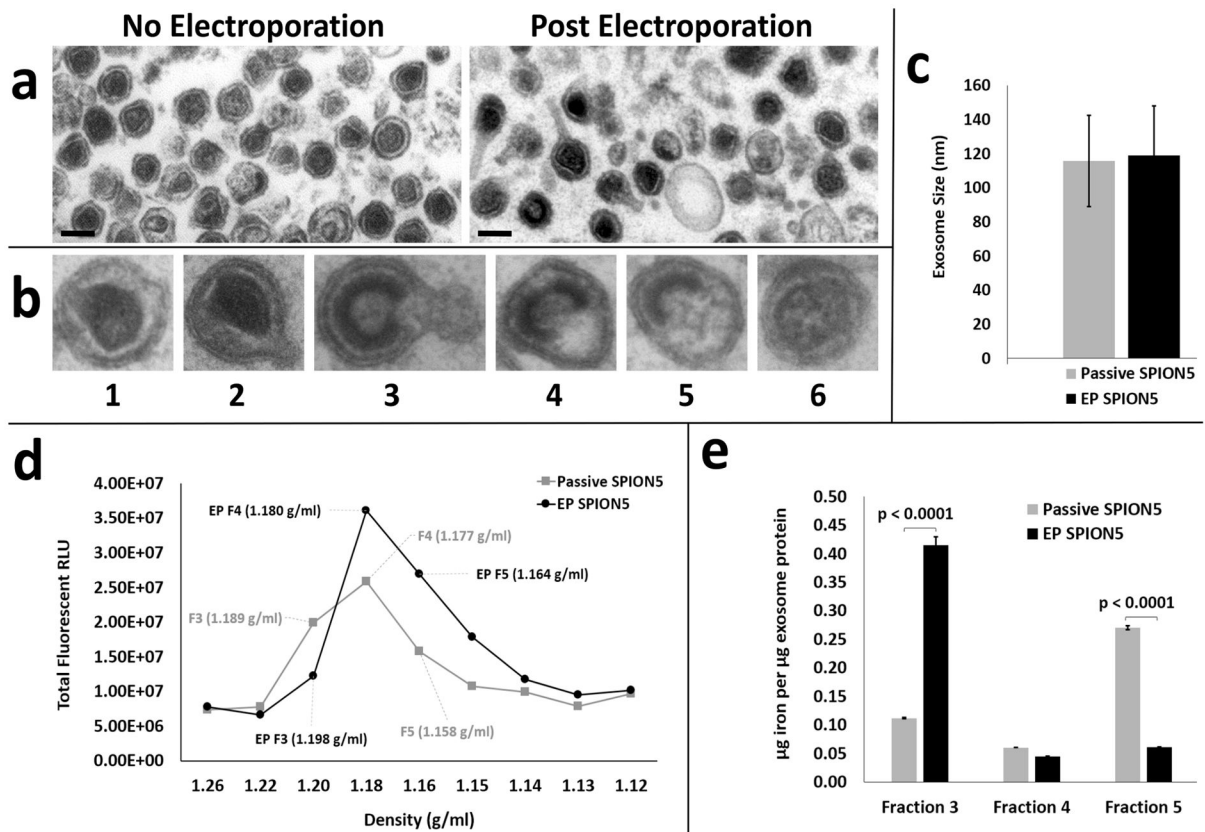 No Electroporation
Post Electroporation
a
b
1 2 3 4 5 6
c
Exosome Size (nm)
160
140
120
100
80
60
40
20
0
Passive SPION5
EP SPION5
d
Total Fluorescent RLU
4.00E+07
3.50E+07
3.00E+07
2.50E+07
2.00E+07
1.50E+07
1.00E+07
5.00E+06
0.00E+00
Passive SPION5
EP SPION5
EP F4 (1.180 g/ml)
F4 (1.177 g/ml)
EP F5 (1.164 g/ml)
F3 (1.189 g/ml)
EP F3 (1.198 g/ml)
F5 (1.158 g/ml)
1.26 1.22 1.20 1.18 1.16 1.15 1.14 1.13 1.12
Density (g/ml)
e
µg iron per µg exosome protein
0.50
0.45
0.40
0.35
0.30
0.25
0.20
0.15
0.10
0.05
0.00
Passive SPION5
EP SPION5
p < 0.0001
p < 0.0001
Fraction 3 Fraction 4 Fraction 5